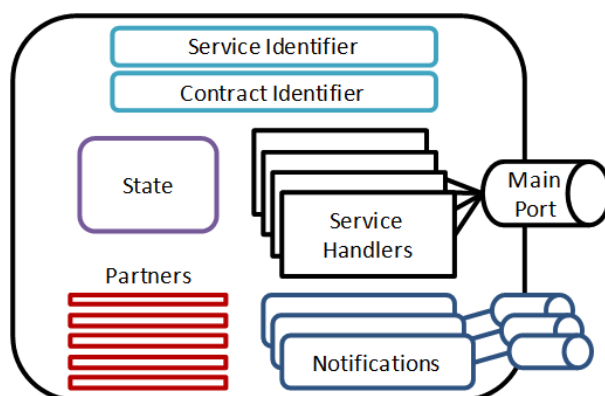 Service Identifier
Contract Identifier
State
Main
Port
Service
Handlers
Partners
Notifications